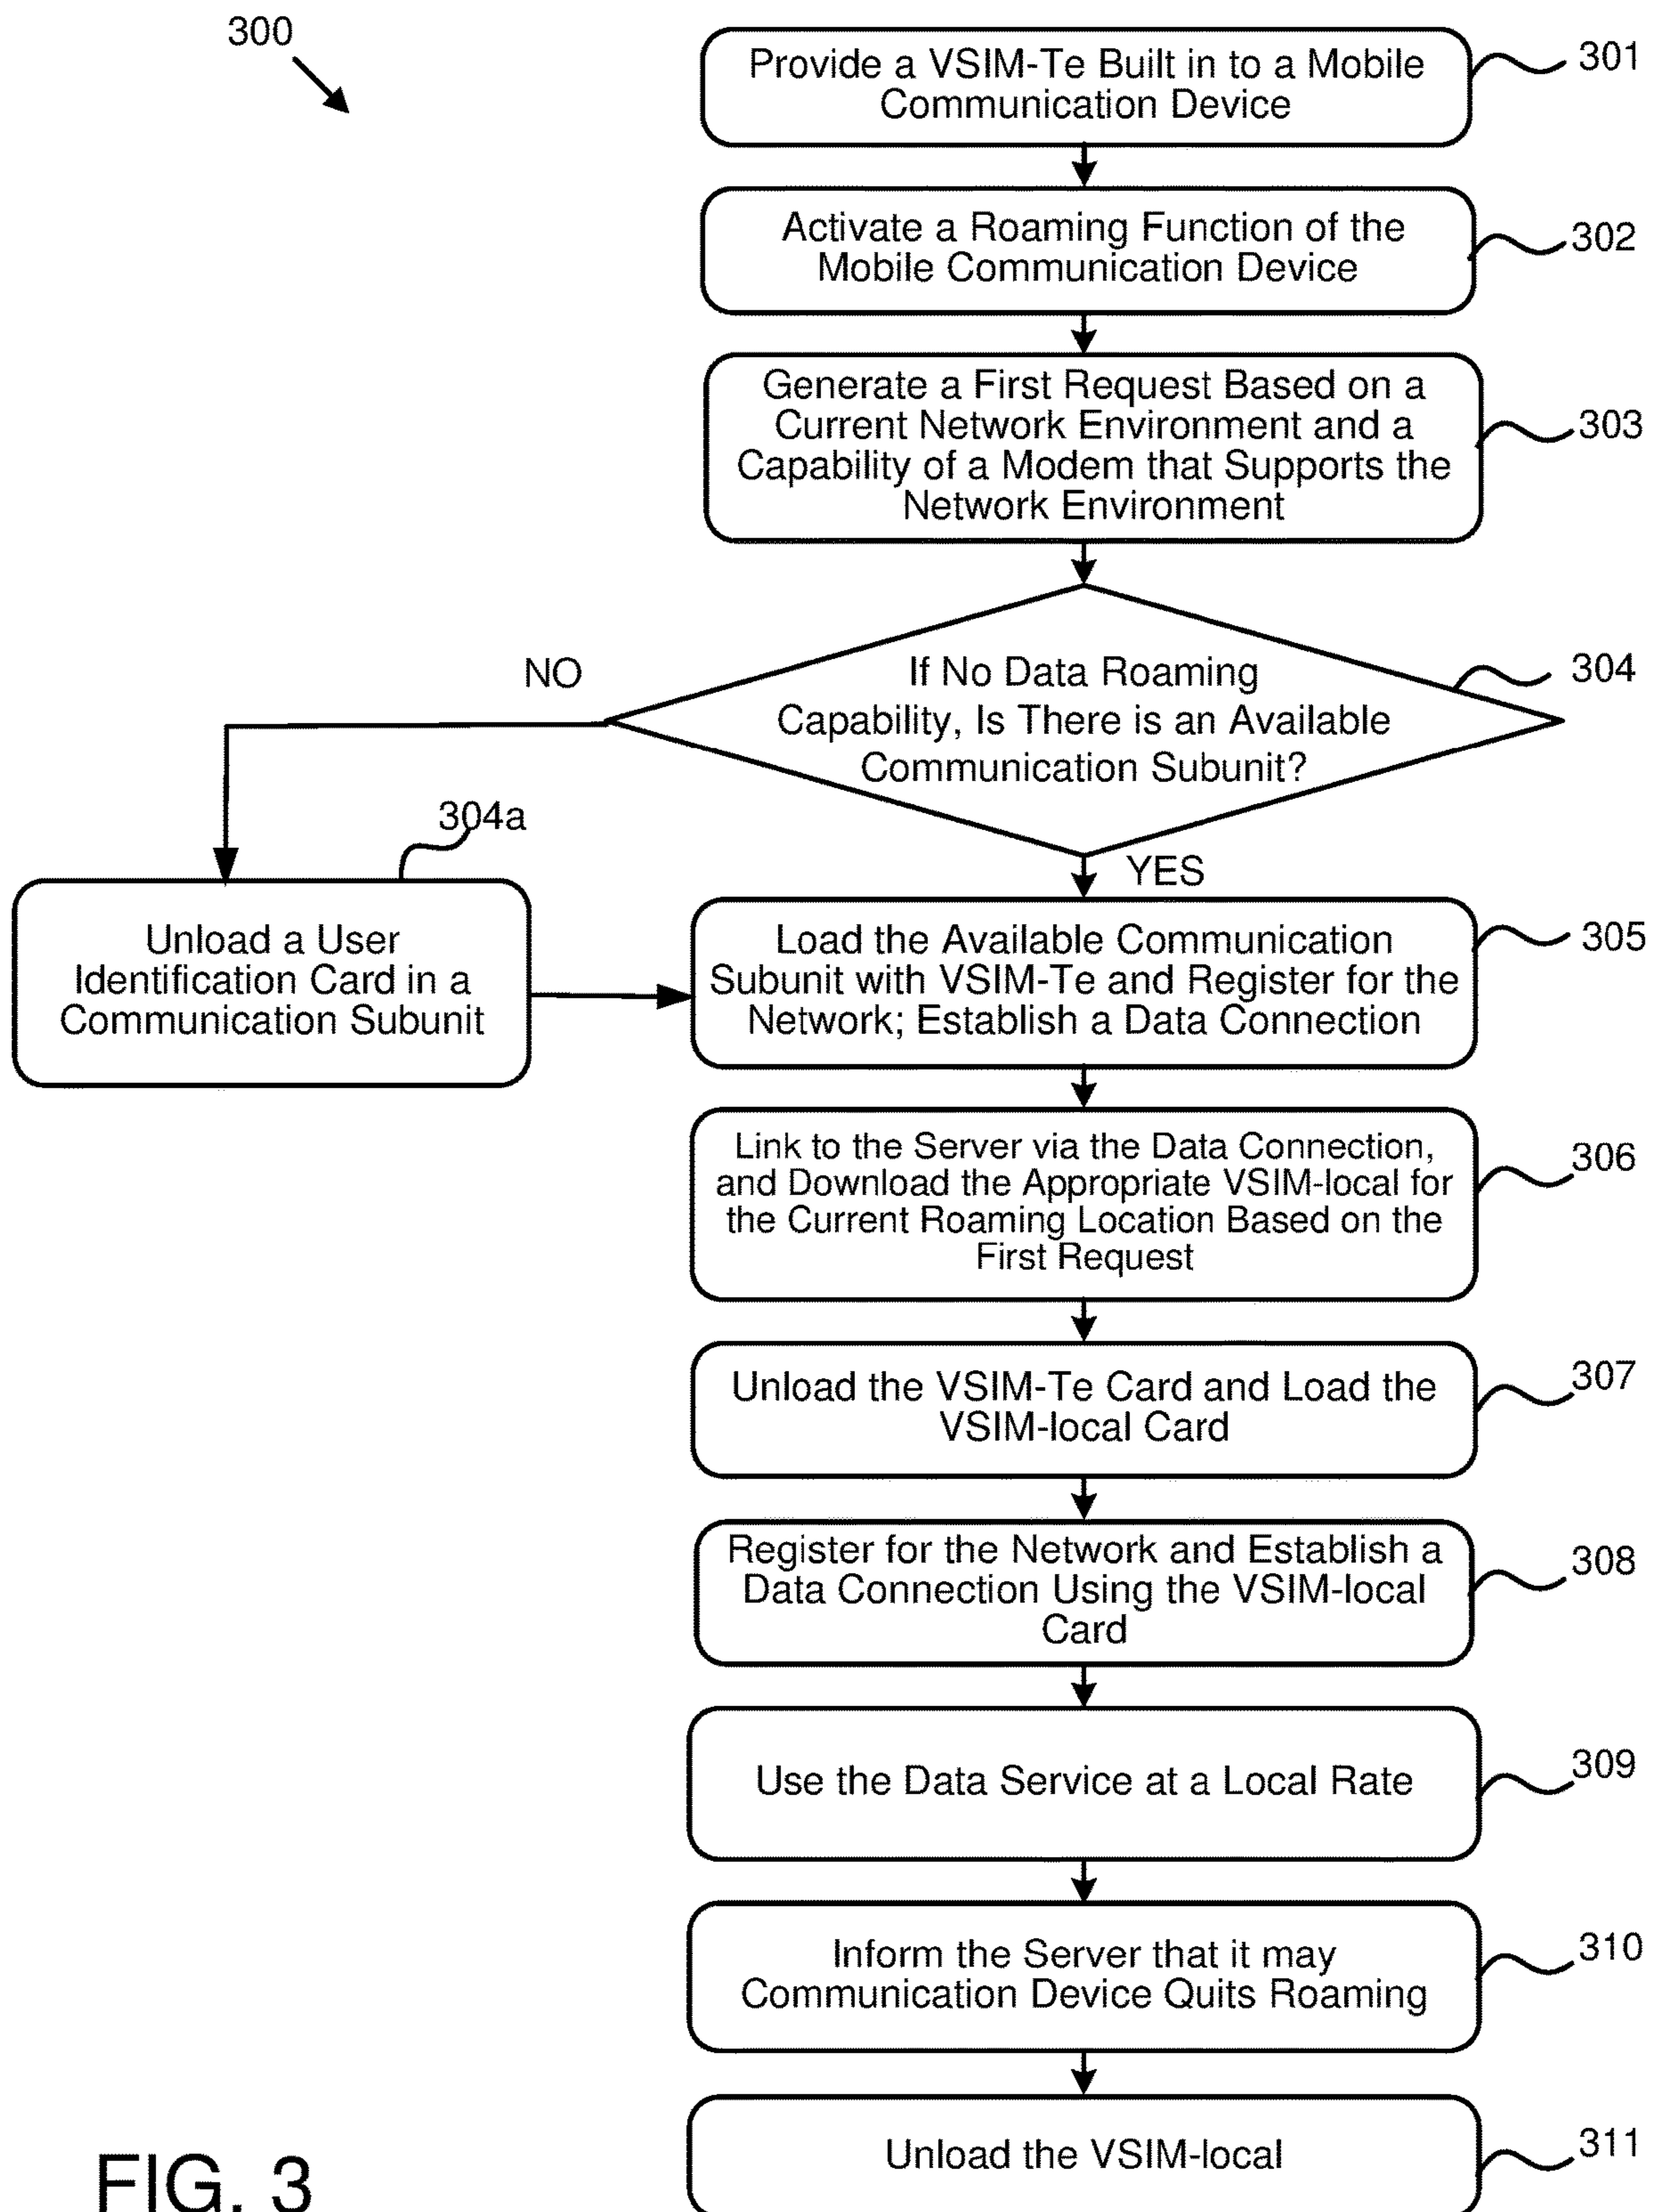 300
Provide a VSIM-Te Built in to a Mobile
Communication Device
301
Activate a Roaming Function of the
Mobile Communication Device
302
Generate a First Request Based on a
Current Network Environment and a
Capability of a Modem that Supports the
Network Environment
303
If No Data Roaming
Capability, Is There is an Available
Communication Subunit?
304
NO
YES
304a
Unload a User
Identification Card in a
Communication Subunit
Load the Available Communication
Subunit with VSIM-Te and Register for the
Network; Establish a Data Connection
305
Link to the Server via the Data Connection,
and Download the Appropriate VSIM-local for
the Current Roaming Location Based on the
First Request
306
Unload the VSIM-Te Card and Load the
VSIM-local Card
307
Register for the Network and Establish a
Data Connection Using the VSIM-local
Card
308
Use the Data Service at a Local Rate
309
Inform the Server that it may
Communication Device Quits Roaming
310
Unload the VSIM-local
311
FIG. 3